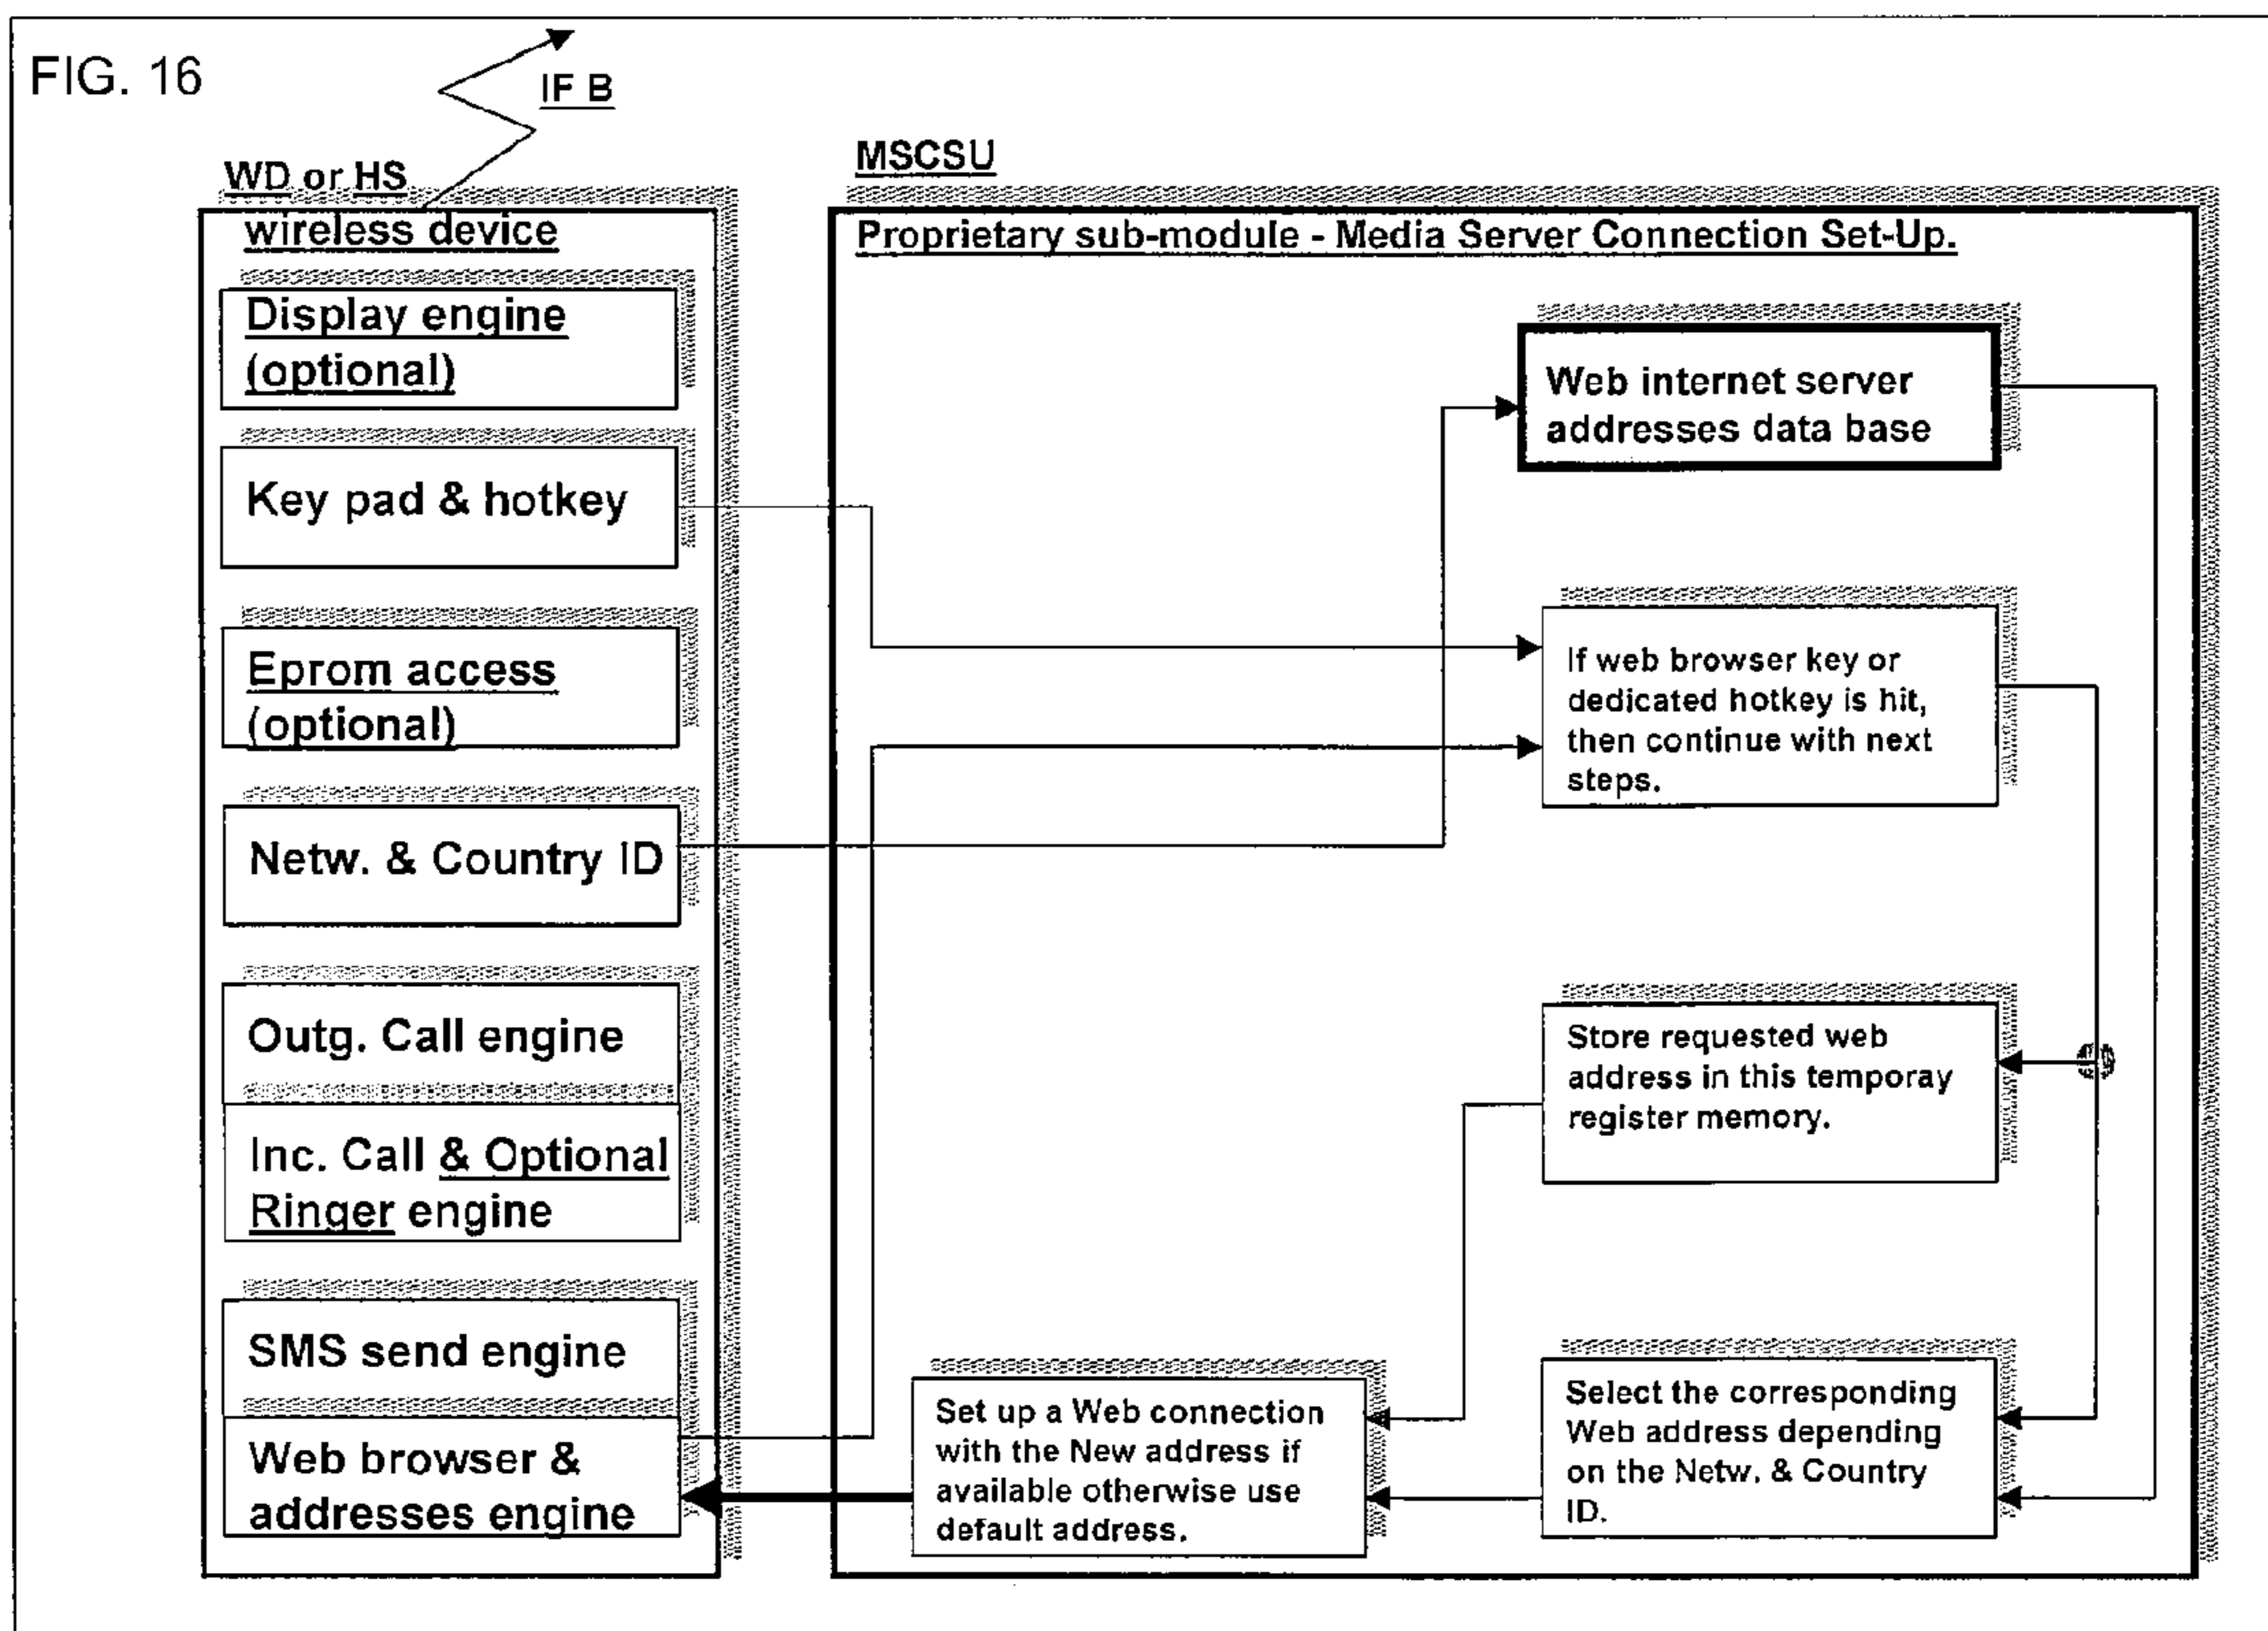 FIG. 16
IF B
WD or HS
wireless device
Display engine
(optional)
Key pad & hotkey
Eprom access
(optional)
Netw. & Country ID
Outg. Call engine
Inc. Call & Optional
Ringer engine
SMS send engine
Web browser &
addresses engine
MSCSU
Proprietary sub-module - Media Server Connection Set-Up.
Web internet server
addresses data base
If web browser key or
dedicated hotkey is hit,
then continue with next
steps.
Store requested web
address in this temporay
register memory.
Select the corresponding
Web address depending
on the Netw. & Country
ID.
Set up a Web connection
with the New address if
available otherwise use
default address.